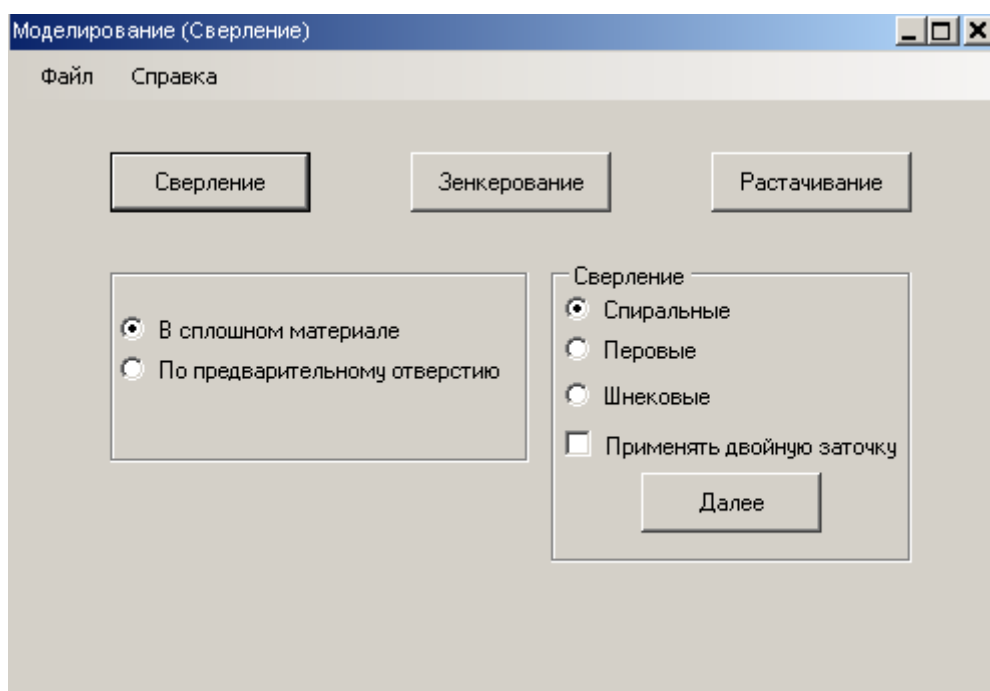 Моделирование (Сверление)
Файл Справка
Сверление Зенкерование Растачивание
В сплошном материале
По предварительному отверстию
Сверление
Спиральные
Перовые
Шнековые
Применять двойную заточку
Далее